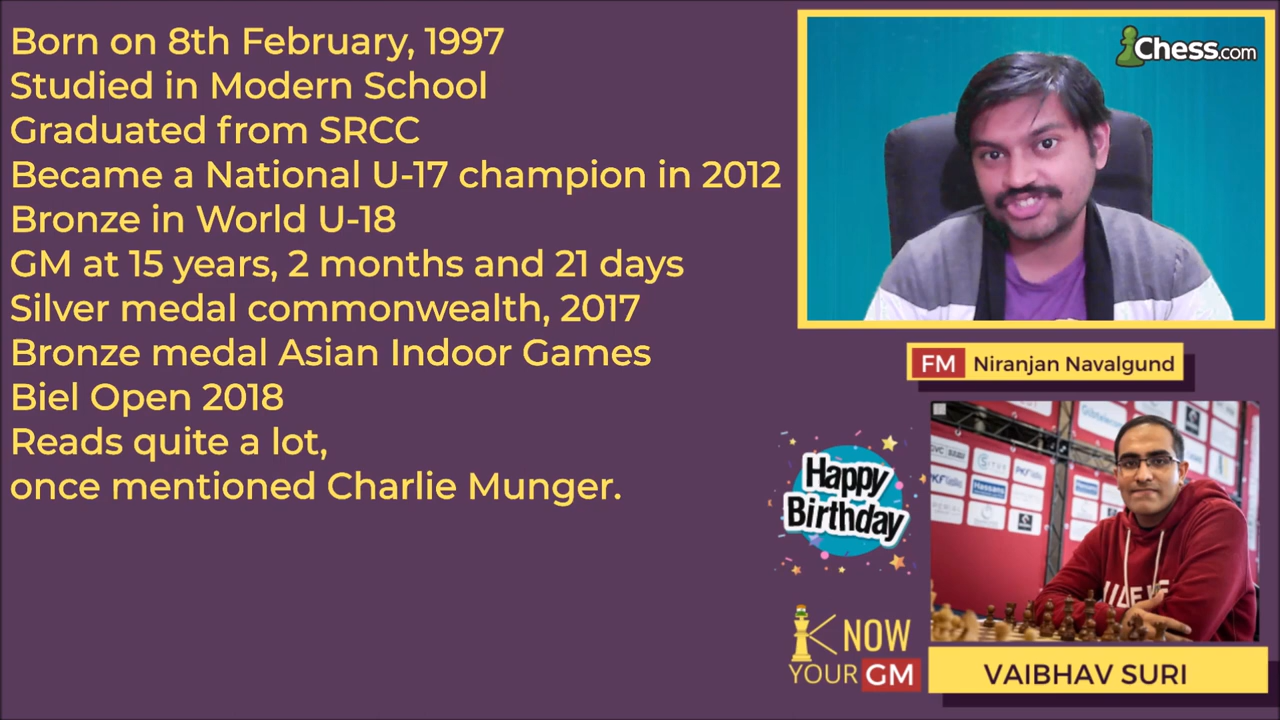 Born on 8th February, 1997
Studied in Modern School
Graduated from SRCC
Became a National U-17 champion in 2012
Bronze in World U-18
GM at 15 years, 2 months and 21 days
Silver medal commonwealth, 2017
Bronze medal Asian Indoor Games
Biel Open 2018
Reads quite a lot,
once mentioned Charlie Munger.
Chess.com
FM Niranjan Navalgund
Happy
Birthday
KNOW
YOUR GM
Hassans
VAIBHAV SURI